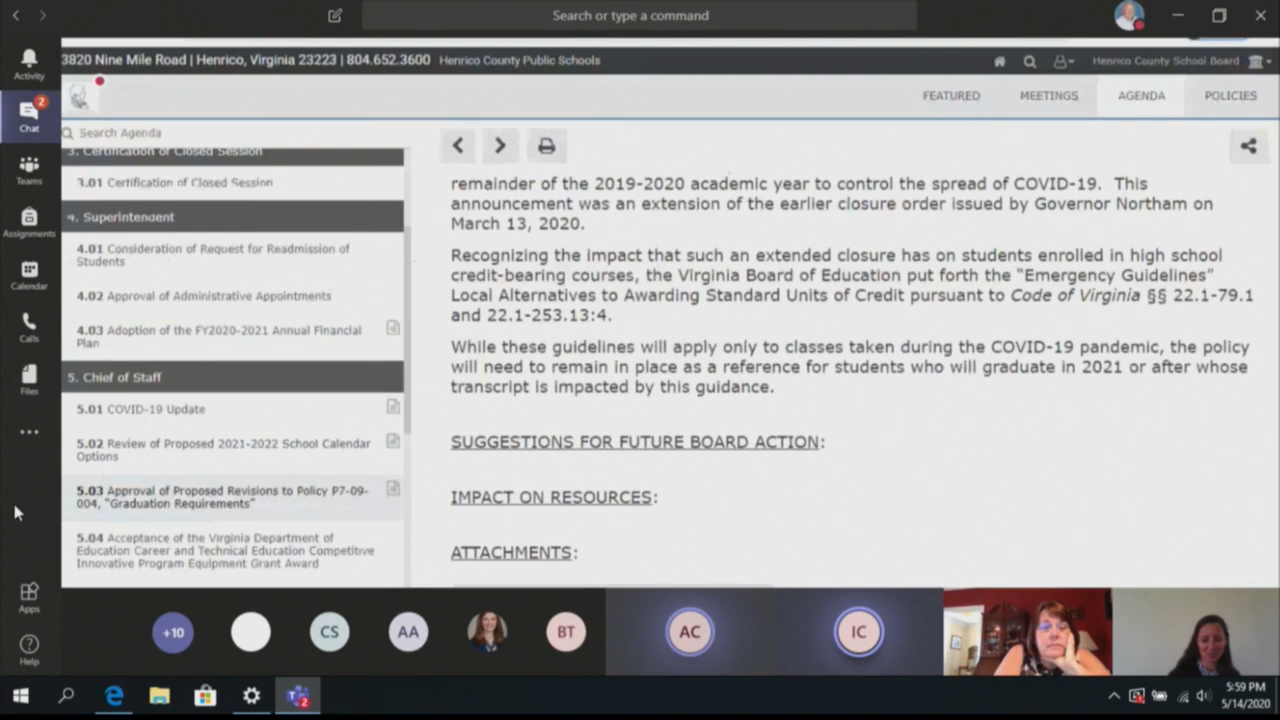 Search or type a command
3820 Nine Mile Road | Henrico, Virginia 23223 | 804.652.3600 Henrico County Public Schools
Henrico County School Board
Activity
2
Chat
Teams
Assignments
Calendar
Calls
Files
Apps
Help
FEATURED
MEETINGS
AGENDA
POLICIES
Search Agenda
3. Certification of Closed Session
3.01 Certification of Closed Session
4. Superintendent
4.01 Consideration of Request for Readmission of
Students
4.02 Approval of Administrative Appointments
4.03 Adoption of the FY2020-2021 Annual Financial
Plan
5. Chief of Staff
5.01 COVID-19 Update
5.02 Review of Proposed 2021-2022 School Calendar
Options
5.03 Approval of Proposed Revisions to Policy P7-09-
004, "Graduation Requirements"
5.04 Acceptance of the Virginia Department of
Education Career and Technical Education Competitive
Innovative Program Equipment Grant Award
remainder of the 2019-2020 academic year to control the spread of COVID-19. This
announcement was an extension of the earlier closure order issued by Governor Northam on
March 13, 2020.
Recognizing the impact that such an extended closure has on students enrolled in high school
credit-bearing courses, the Virginia Board of Education put forth the “Emergency Guidelines”
Local Alternatives to Awarding Standard Units of Credit pursuant to Code of Virginia §§ 22.1-79.1
and 22.1-253.13:4.
While these guidelines will apply only to classes taken during the COVID-19 pandemic, the policy
will need to remain in place as a reference for students who will graduate in 2021 or after whose
transcript is impacted by this guidance.
SUGGESTIONS FOR FUTURE BOARD ACTION:
IMPACT ON RESOURCES:
ATTACHMENTS:
+10
CS
AA
BT
AC
IC
2
5:59 PM
5/14/2020